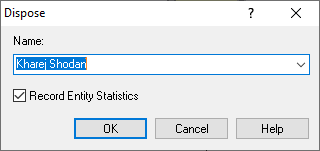 Dispose
Name:
Kharej Shodan
Record Entity Statistics
OK Cancel Help